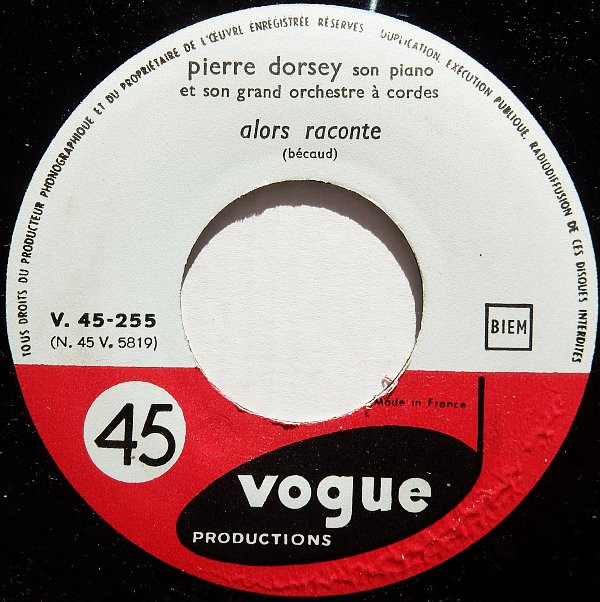 TOUS DROITS DU PRODUCTEUR PHONOGRAPHIQUE ET DU PROPRIÉTAIRE DE L'ŒUVRE ENREGISTRÉE RÉSERVÉS DUPLICATION, EXÉCUTION PUBLIQUE, RADIODIFFUSION DE CES DISQUES INTERDITES
pierre dorsey son piano
et son grand orchestre à cordes
alors raconte
(bécaud)
V. 45-255
(N. 45 V. 5819)
BIEM
Made in France
45
vogue
PRODUCTIONS